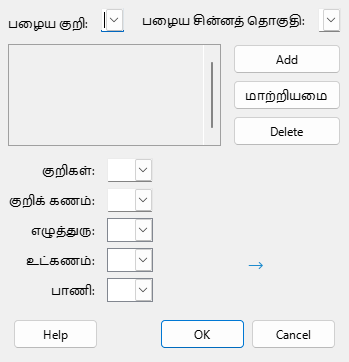 பழைய குறி: பழைய சின்னத் தொகுதி:
Add
மாற்றியமை
Delete
குறிகள்:
குறிக் கணம்:
எழுத்துரு:
உட்கணம்: →
பாணி:
Help OK Cancel